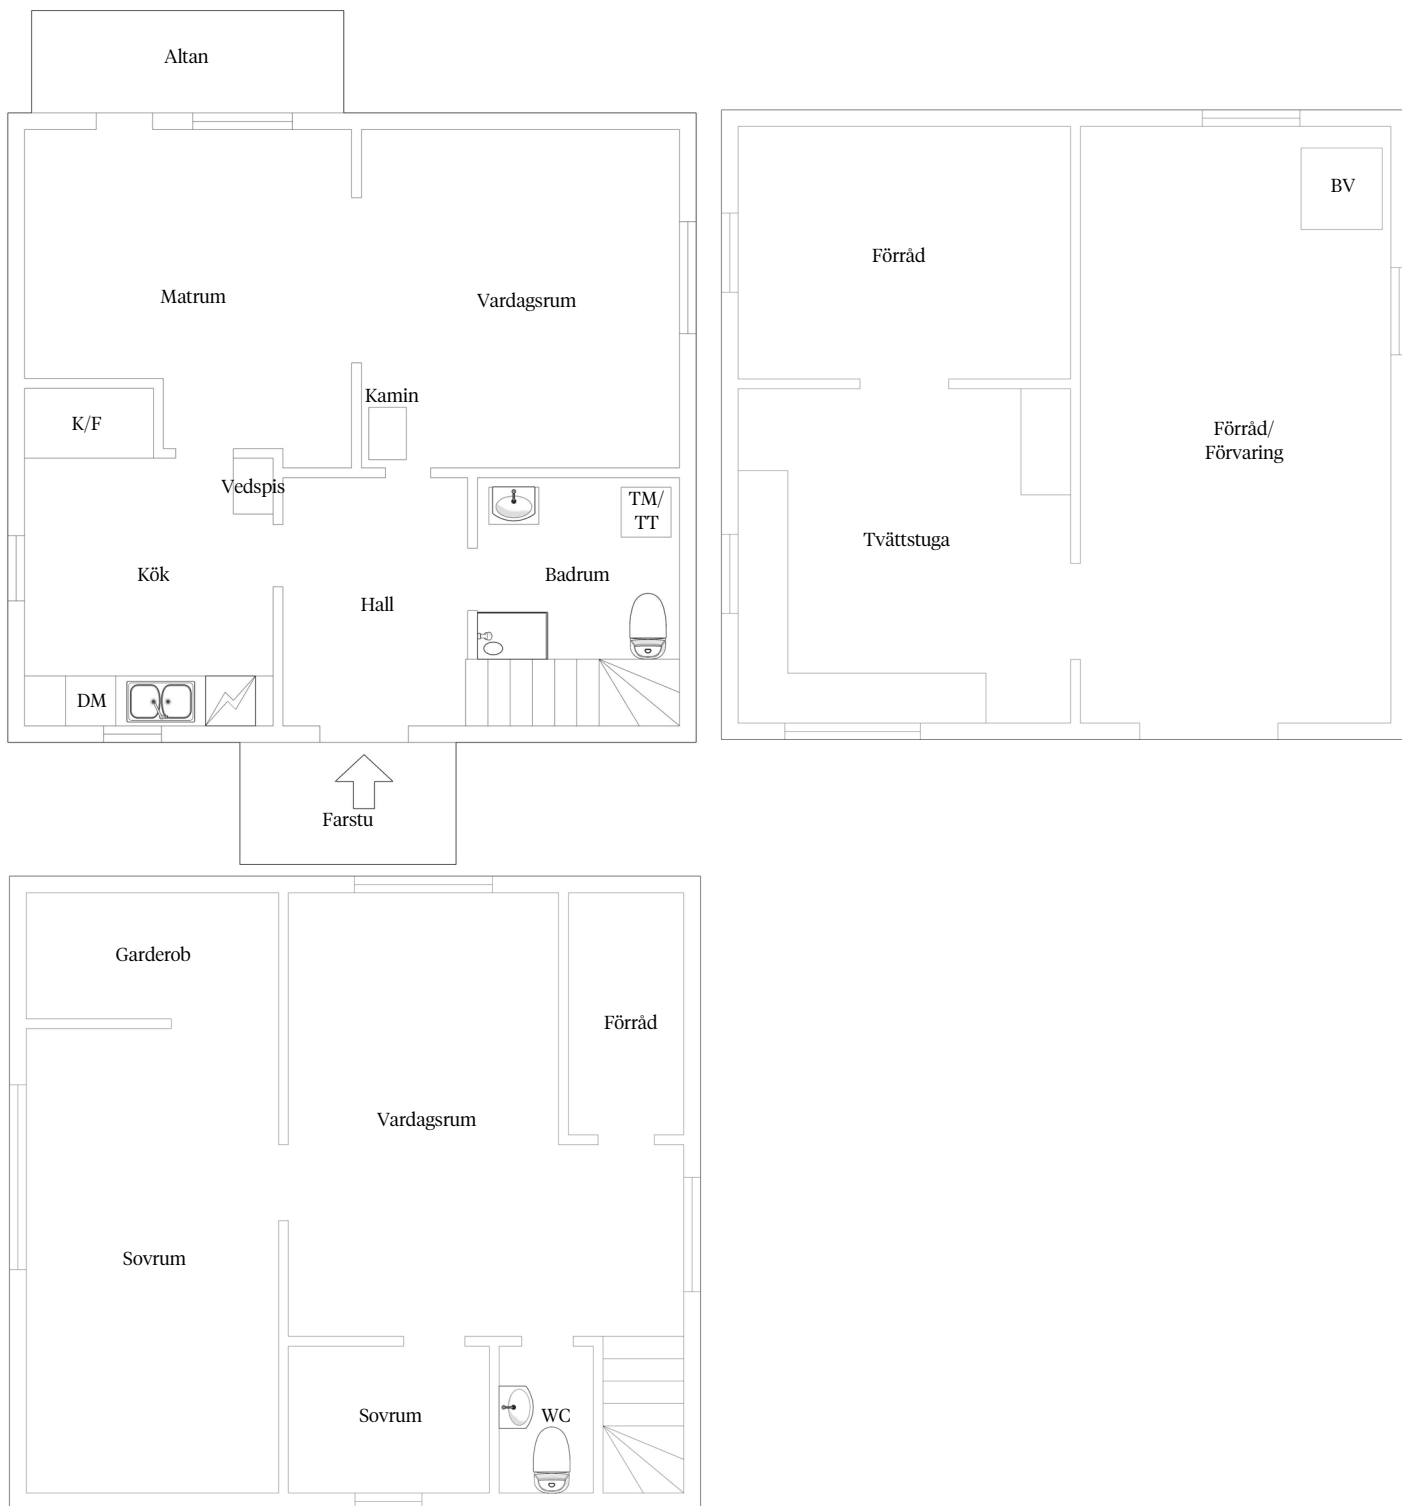 Altan
Matrum
Vardagsrum
Kamin
K/F
Vedspis
TM/
TT
Kök
Hall
Badrum
DM
Farstu
BV
Förråd
Förråd/
Förvaring
Tvättstuga
Garderob
Förråd
Vardagsrum
Sovrum
Sovrum
WC